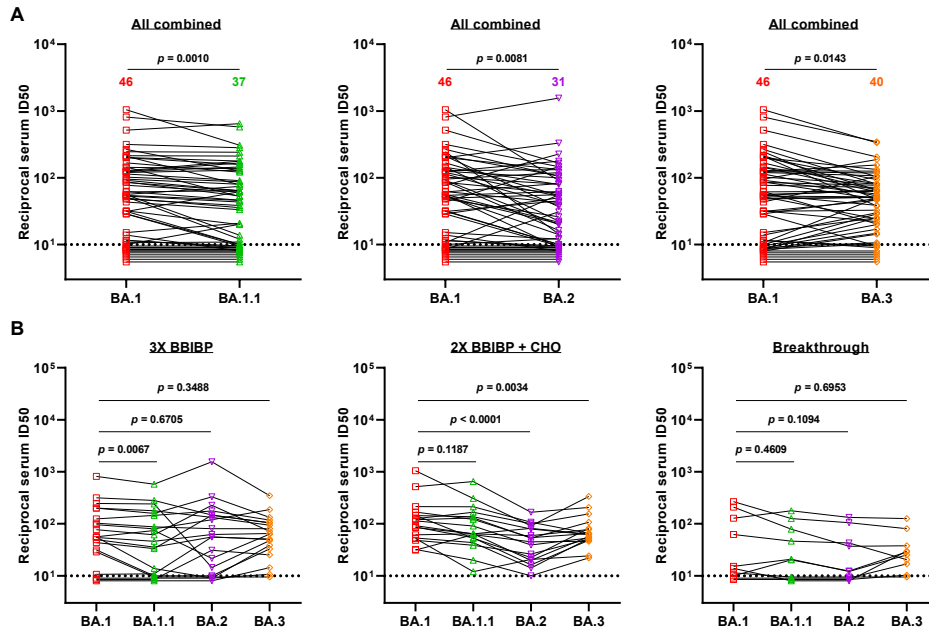 A
All combined
All combined
All combined
Reciprocal serum ID50
10⁴
10³
10²
10¹
p = 0.0010
46
37
BA.1
BA.1.1
Reciprocal serum ID50
10⁴
10³
10²
10¹
p = 0.0081
46
31
BA.1
BA.2
Reciprocal serum ID50
10⁴
10³
10²
10¹
p = 0.0143
46
40
BA.1
BA.3
B
3X BBIBP
2X BBIBP + CHO
Breakthrough
Reciprocal serum ID50
10⁵
10⁴
10³
10²
10¹
p = 0.3488
p = 0.6705
p = 0.0067
BA.1
BA.1.1
BA.2
BA.3
Reciprocal serum ID50
10⁵
10⁴
10³
10²
10¹
p = 0.0034
p < 0.0001
p = 0.1187
BA.1
BA.1.1
BA.2
BA.3
Reciprocal serum ID50
10⁵
10⁴
10³
10²
10¹
p = 0.6953
p = 0.1094
p = 0.4609
BA.1
BA.1.1
BA.2
BA.3